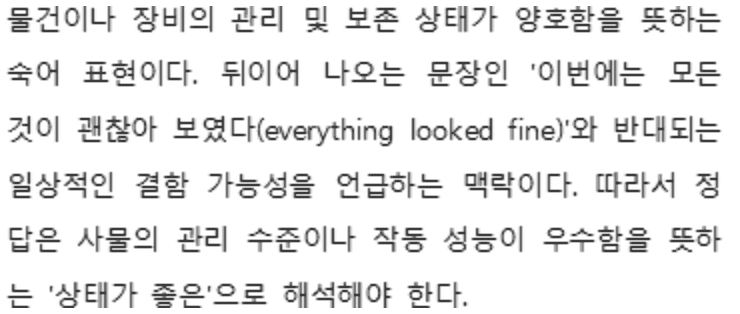 물건이나 장비의 관리 및 보존 상태가 양호함을 뜻하는
숙어 표현이다. 뒤이어 나오는 문장인 '이번에는 모든
것이 괜찮아 보였다(everything looked fine)'와 반대되는
일상적인 결함 가능성을 언급하는 맥락이다. 따라서 정
답은 사물의 관리 수준이나 작동 성능이 우수함을 뜻하
는 '상태가 좋은'으로 해석해야 한다.